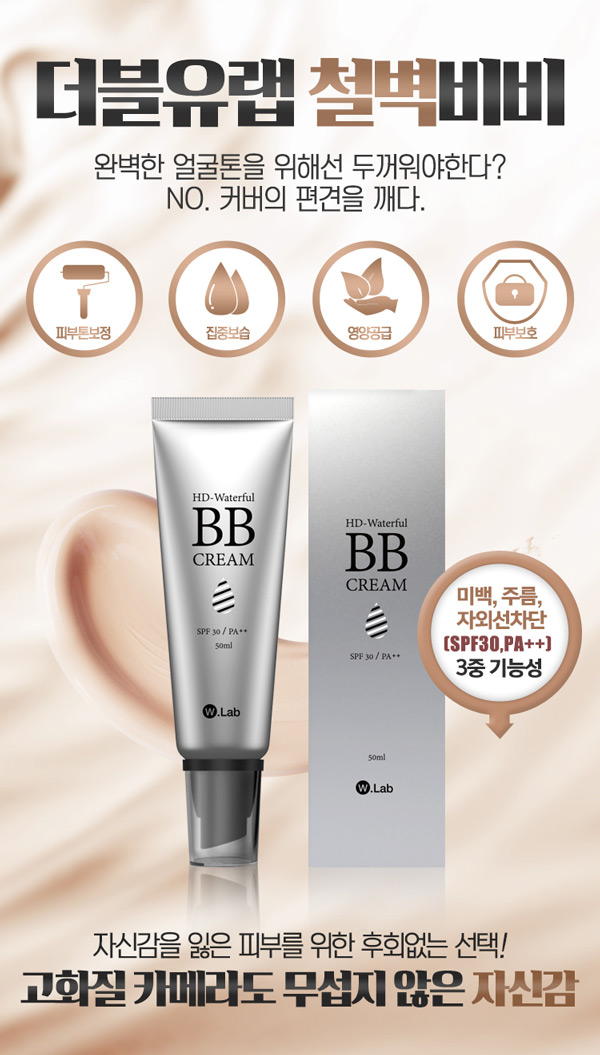 더블유랩 철벽비비
완벽한 얼굴톤을 위해선 두꺼워야한다?
NO. 커버의 편견을 깨다.
피부톤보정
집중보습
영양공급
피부보호
HD-Waterful
BB
CREAM
SPF 30 / PA++
50ml
W.Lab
HD-Waterful
BB
CREAM
SPF 30 / PA++
50ml
W.Lab
미백, 주름,
자외선차단
(SPF30,PA++)
3중 기능성
자신감을 잃은 피부를 위한 후회없는 선택!
고화질 카메라도 무섭지 않은 자신감